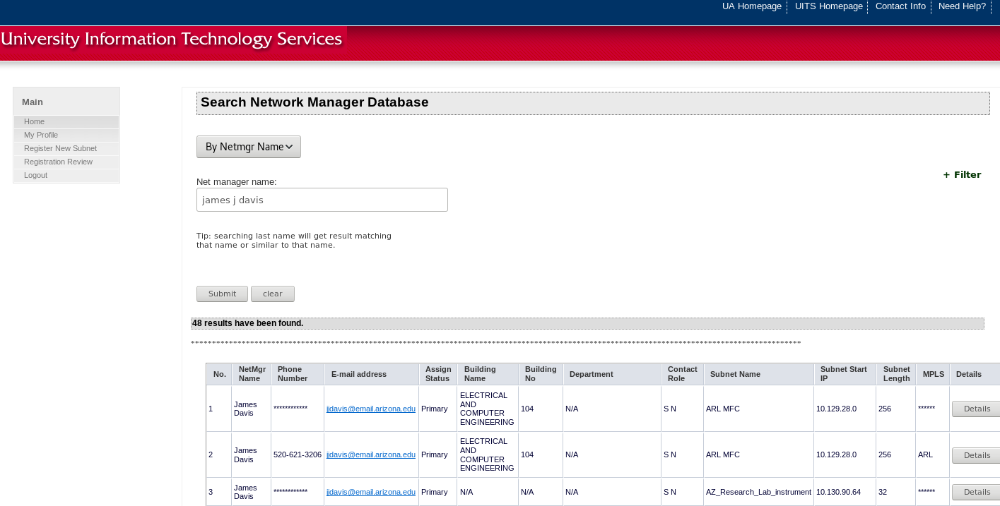 UA Homepage UITS Homepage Contact Info Need Help?
University Information Technology Services
Main
Home
My Profile
Register New Subnet
Registration Review
Logout
Search Network Manager Database
By Netmgr Name
+ Filter
Net manager name:
james j davis
Tip: searching last name will get result matching
that name or similar to that name.
Submit clear
48 results have been found.
************************************************************************************************************************************************
No. NetMgr Name Phone Number E-mail address Assign Status Building Name Building No Department Contact Role Subnet Name Subnet Start IP Subnet Length MPLS Details
1 James Davis ************ jjdavis@email.arizona.edu Primary ELECTRICAL AND COMPUTER ENGINEERING 104 N/A S N ARL MFC 10.129.28.0 256 ****** Details
2 James Davis 520-621-3206 jjdavis@email.arizona.edu Primary ELECTRICAL AND COMPUTER ENGINEERING 104 N/A S N ARL MFC 10.129.28.0 256 ARL Details
3 James Davis ************ jjdavis@email.arizona.edu Primary N/A N/A N/A S N AZ_Research_Lab_instrument 10.130.90.64 32 ****** Details